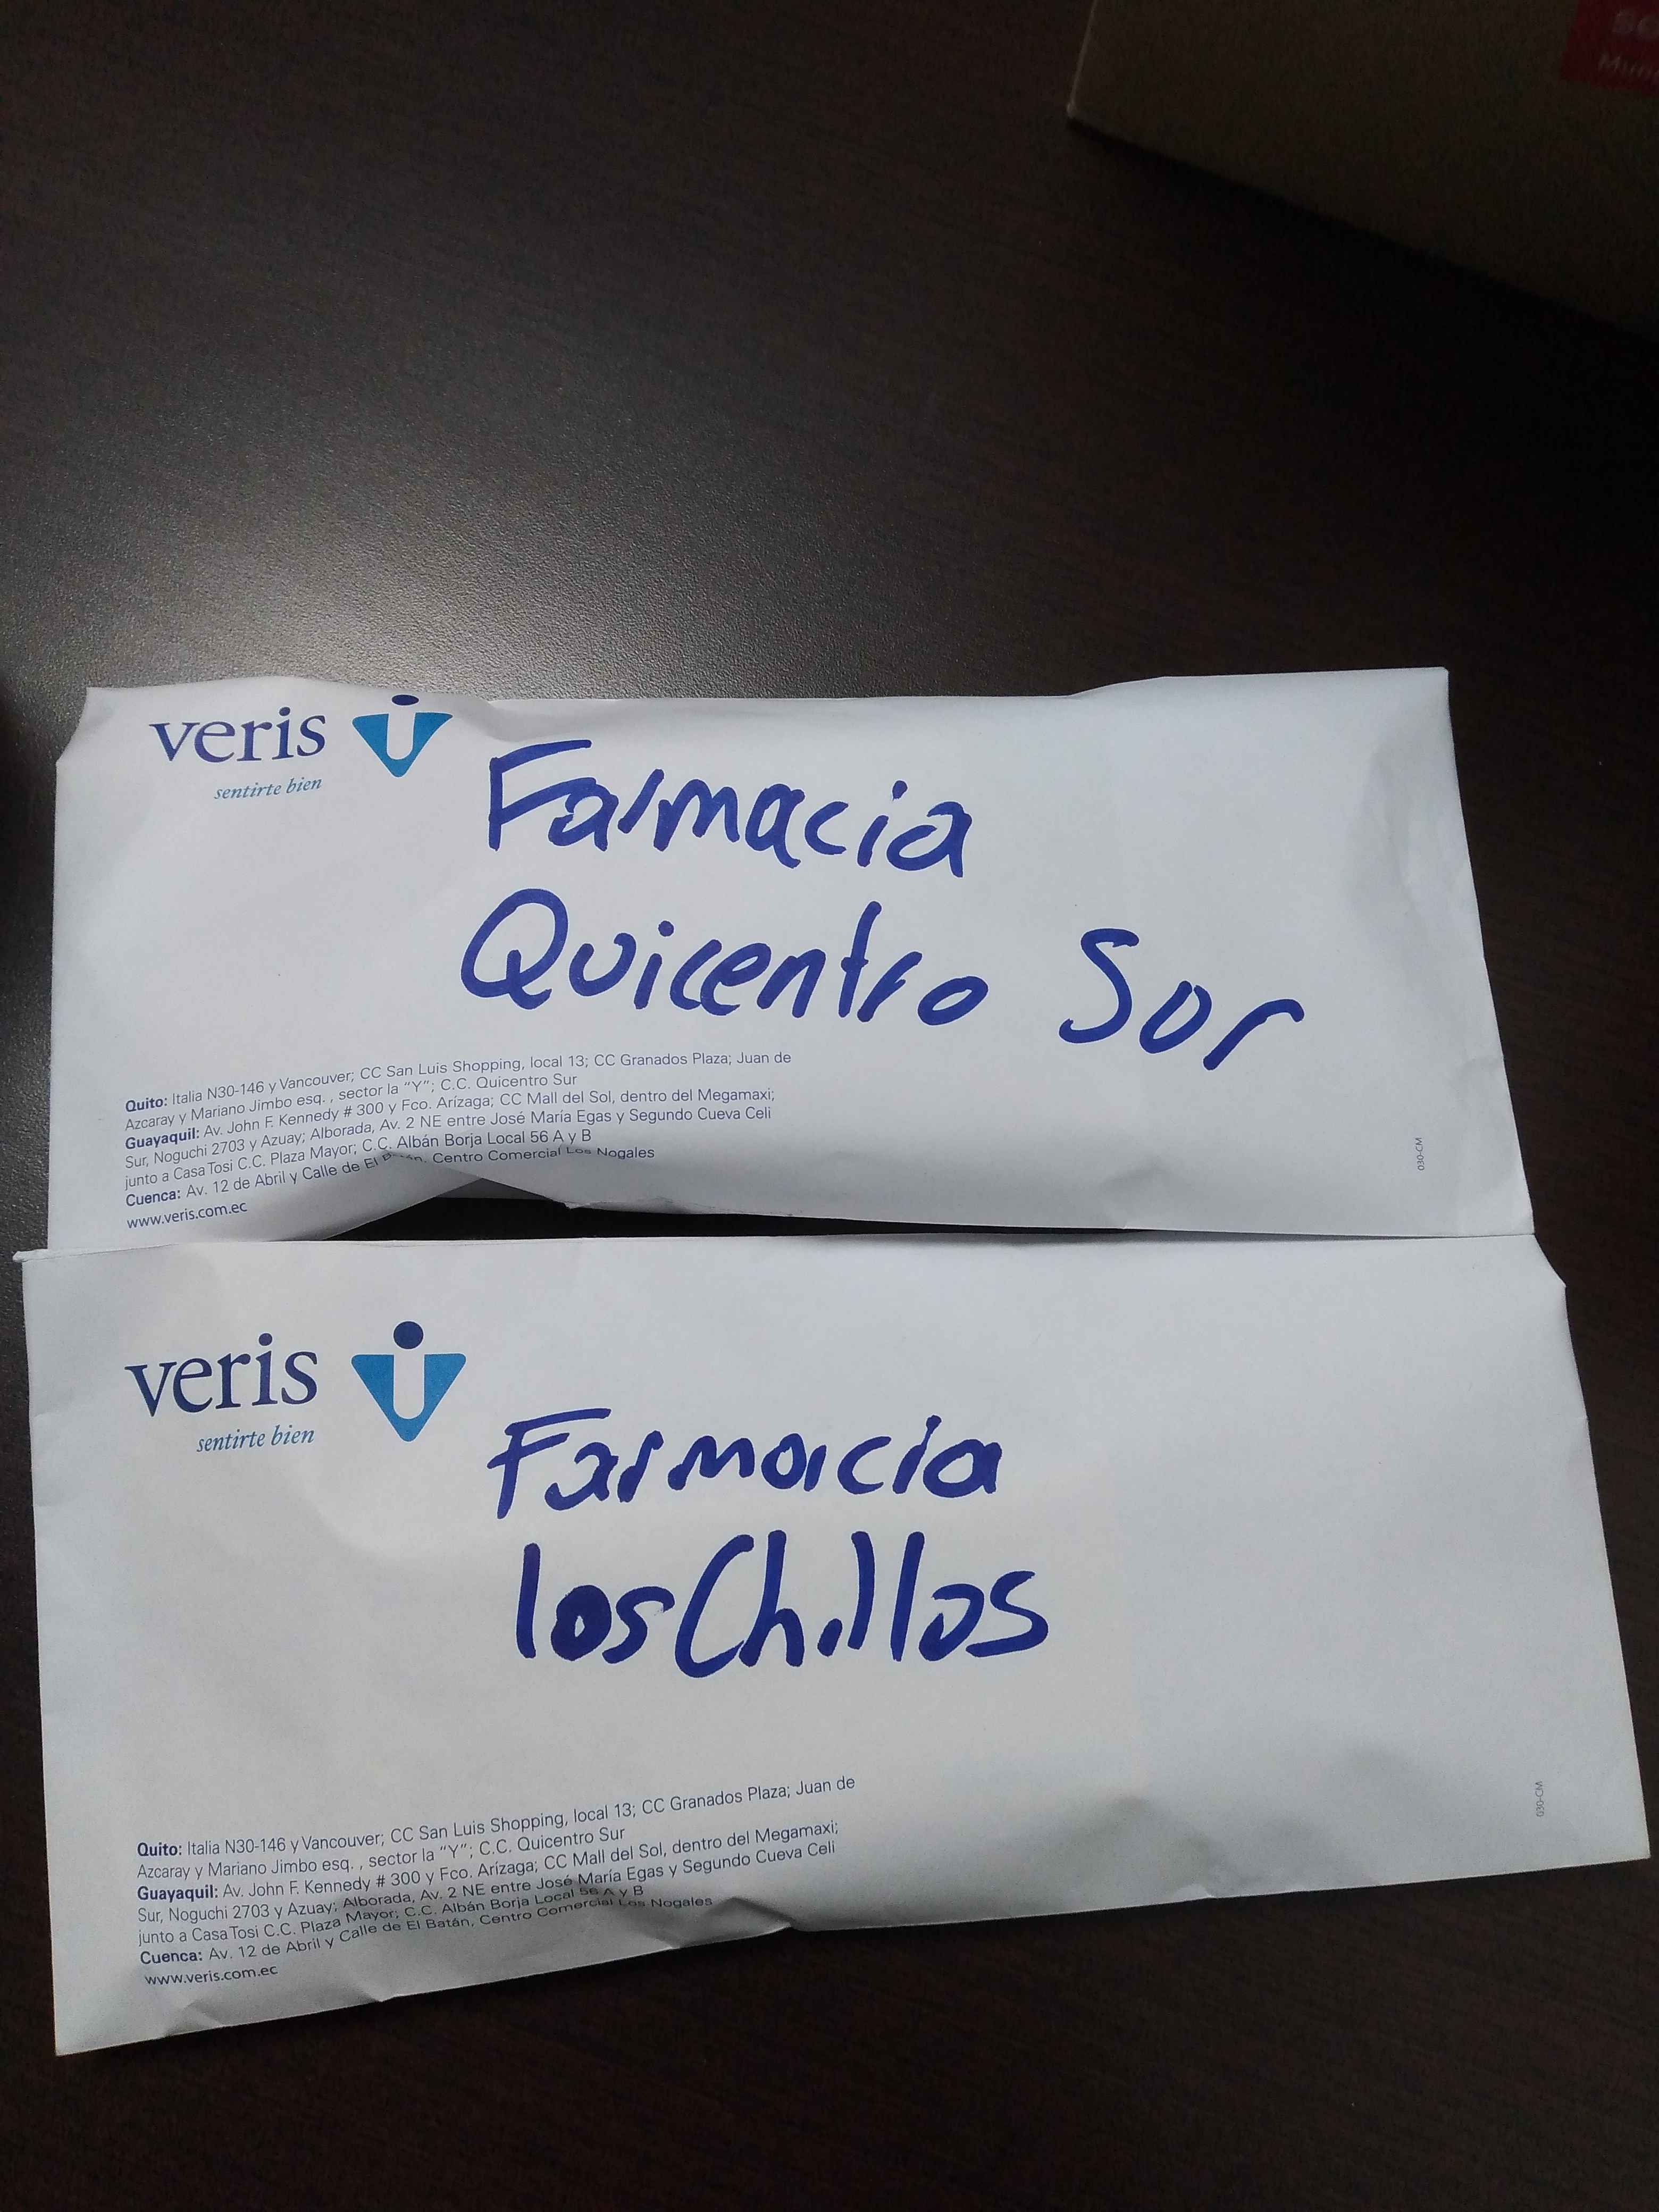 so
Mun
veris
sentirte bien
Farmacia
Quicentro Sur
Quito: Italia N30-146 y Vancouver; CC San Luis Shopping, local 13; CC Granados Plaza; Juan de
Azcaray y Mariano Jimbo esq. , sector la “Y”; C.C. Quicentro Sur
Guayaquil: Av. John F. Kennedy # 300 y Fco. Arízaga; CC Mall del Sol, dentro del Megamaxi;
Sur, Noguchi 2703 y Azuay; Alborada, Av. 2 NE entre José María Egas y Segundo Cueva Celi
junto a Casa Tosi C.C. Plaza Mayor; C.C. Albán Borja Local 56 A y B
Cuenca: Av. 12 de Abril y Calle de El Batán, Centro Comercial Los Nogales
www.veris.com.ec
030-CM
veris
sentirte bien
Farmacia
los Chillos
Quito: Italia N30-146 y Vancouver; CC San Luis Shopping, local 13; CC Granados Plaza; Juan de
Azcaray y Mariano Jimbo esq. , sector la “Y”; C.C. Quicentro Sur
Guayaquil: Av. John F. Kennedy # 300 y Fco. Arízaga; CC Mall del Sol, dentro del Megamaxi;
Sur, Noguchi 2703 y Azuay; Alborada, Av. 2 NE entre José María Egas y Segundo Cueva Celi
junto a Casa Tosi C.C. Plaza Mayor; C.C. Albán Borja Local 56 A y B
Cuenca: Av. 12 de Abril y Calle de El Batán, Centro Comercial Los Nogales
www.veris.com.ec
030-CM